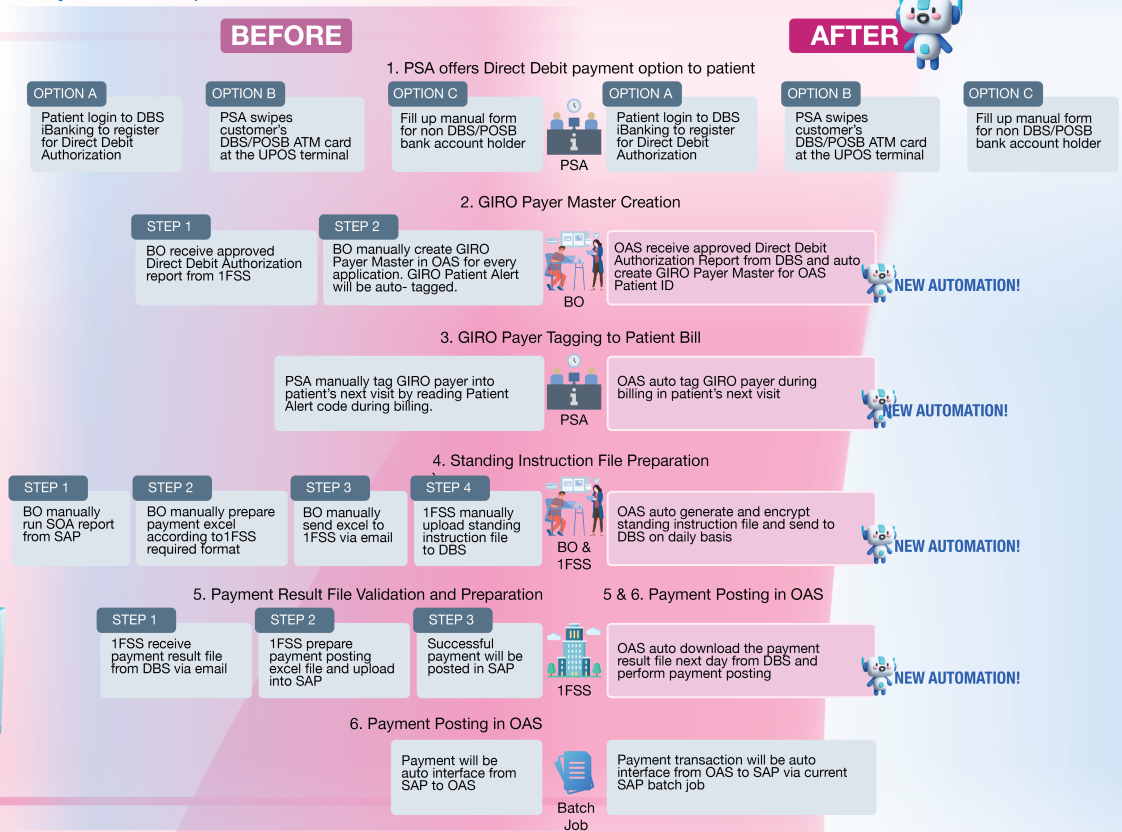 BEFORE
AFTER
1. PSA offers Direct Debit payment option to patient
OPTION A
Patient login to DBS
iBanking to register
for Direct Debit
Authorization
OPTION B
PSA swipes
customer's
DBS/POSB ATM card
at the UPOS terminal
OPTION C
Fill up manual form
for non DBS/POSB
bank account holder
PSA
OPTION A
Patient login to DBS
iBanking to register
for Direct Debit
Authorization
OPTION B
PSA swipes
customer's
DBS/POSB ATM card
at the UPOS terminal
OPTION C
Fill up manual form
for non DBS/POSB
bank account holder
2. GIRO Payer Master Creation
STEP 1
BO receive approved
Direct Debit Authorization
report from 1FSS
STEP 2
BO manually create GIRO
Payer Master in OAS for every
application. GIRO Patient Alert
will be auto- tagged.
BO
OAS receive approved Direct Debit
Authorization Report from DBS and auto
create GIRO Payer Master for OAS
Patient ID
NEW AUTOMATION!
3. GIRO Payer Tagging to Patient Bill
PSA manually tag GIRO payer into
patient's next visit by reading Patient
Alert code during billing.
PSA
OAS auto tag GIRO payer during
billing in patient's next visit
NEW AUTOMATION!
4. Standing Instruction File Preparation
STEP 1
BO manually
run SOA report
from SAP
STEP 2
BO manually prepare
payment excel
according to1FSS
required format
STEP 3
BO manually
send excel to
1FSS via email
STEP 4
1FSS manually
upload standing
instruction file
to DBS
BO &
1FSS
OAS auto generate and encrypt
standing instruction file and send to
DBS on daily basis
NEW AUTOMATION!
5. Payment Result File Validation and Preparation
STEP 1
1FSS receive
payment result file
from DBS via email
STEP 2
1FSS prepare
payment posting
excel file and upload
into SAP
STEP 3
Successful
payment will be
posted in SAP
1FSS
5 & 6. Payment Posting in OAS
OAS auto download the payment
result file next day from DBS and
perform payment posting
NEW AUTOMATION!
6. Payment Posting in OAS
Payment will be
auto interface from
SAP to OAS
Batch
Job
Payment transaction will be auto
interface from OAS to SAP via current
SAP batch job